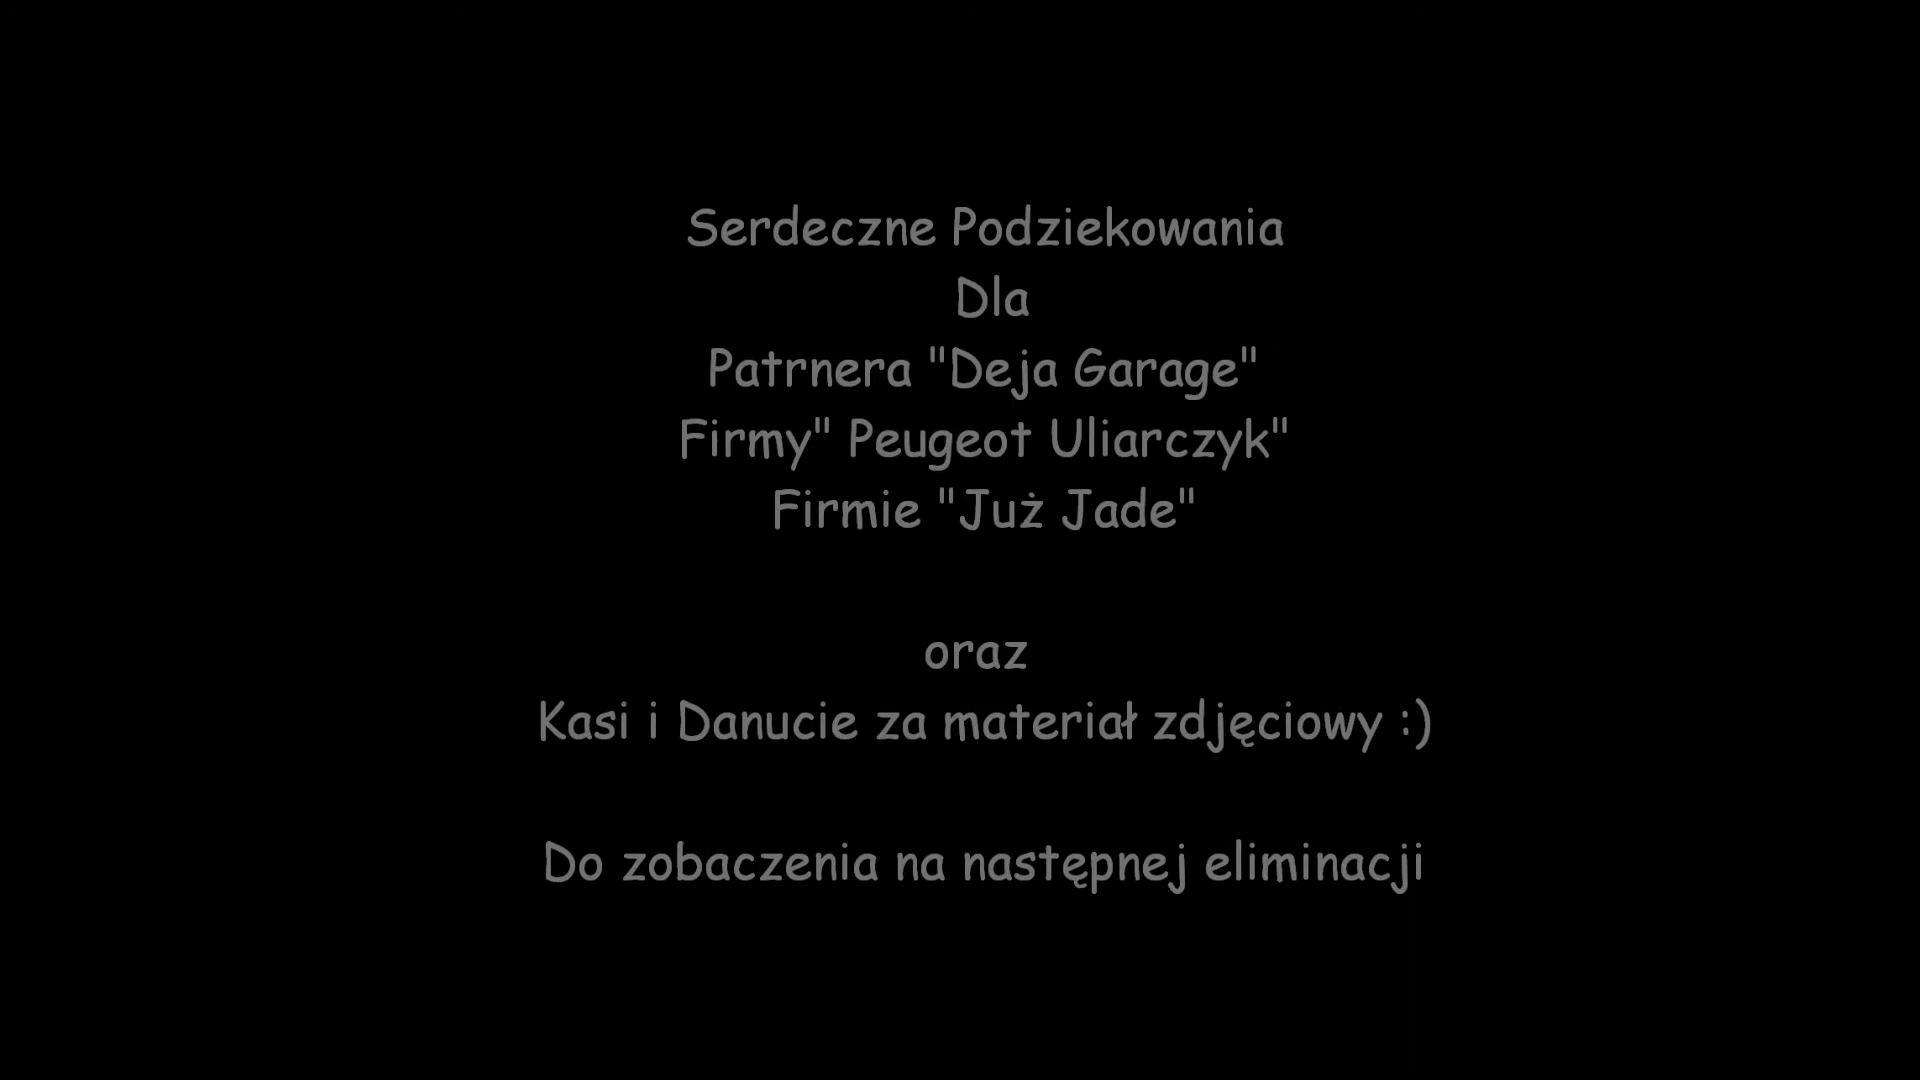 Serdeczne Podziekowania
Dla
Patrnera "Deja Garage"
Firmy" Peugeot Uliarczyk"
Firmie "Już Jade"
oraz
Kasi i Danucie za materiał zdjęciowy :)
Do zobaczenia na następnej eliminacji